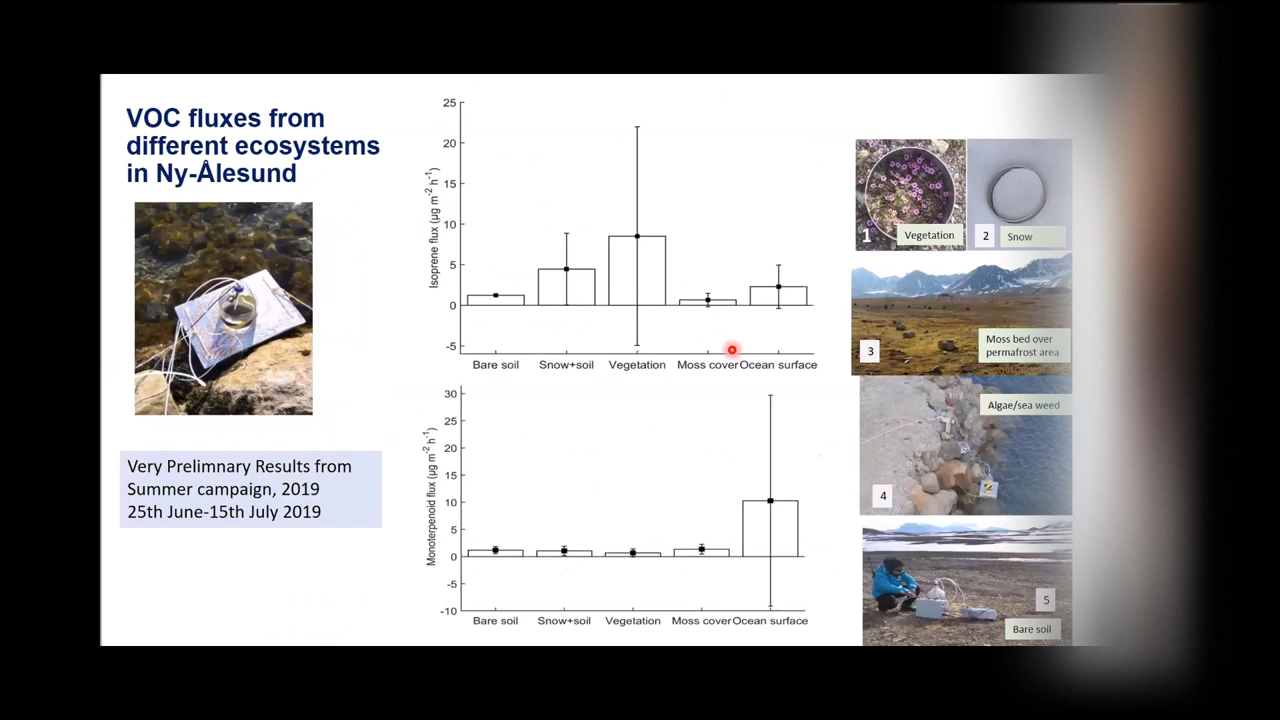 VOC fluxes from
different ecosystems
in Ny-Ålesund
Very Prelimnary Results from
Summer campaign, 2019
25th June-15th July 2019
Isoprene flux (µg m⁻² h⁻¹)
25
20
15
10
5
0
-5
Bare soil Snow+soil Vegetation Moss cover Ocean surface
Monoterpenoid flux (µg m⁻² h⁻¹)
30
25
20
15
10
5
0
-5
-10
Bare soil Snow+soil Vegetation Moss cover Ocean surface
1 Vegetation
2 Snow
3
Moss bed over
permafrost area
Algae/sea weed
4
5
Bare soil